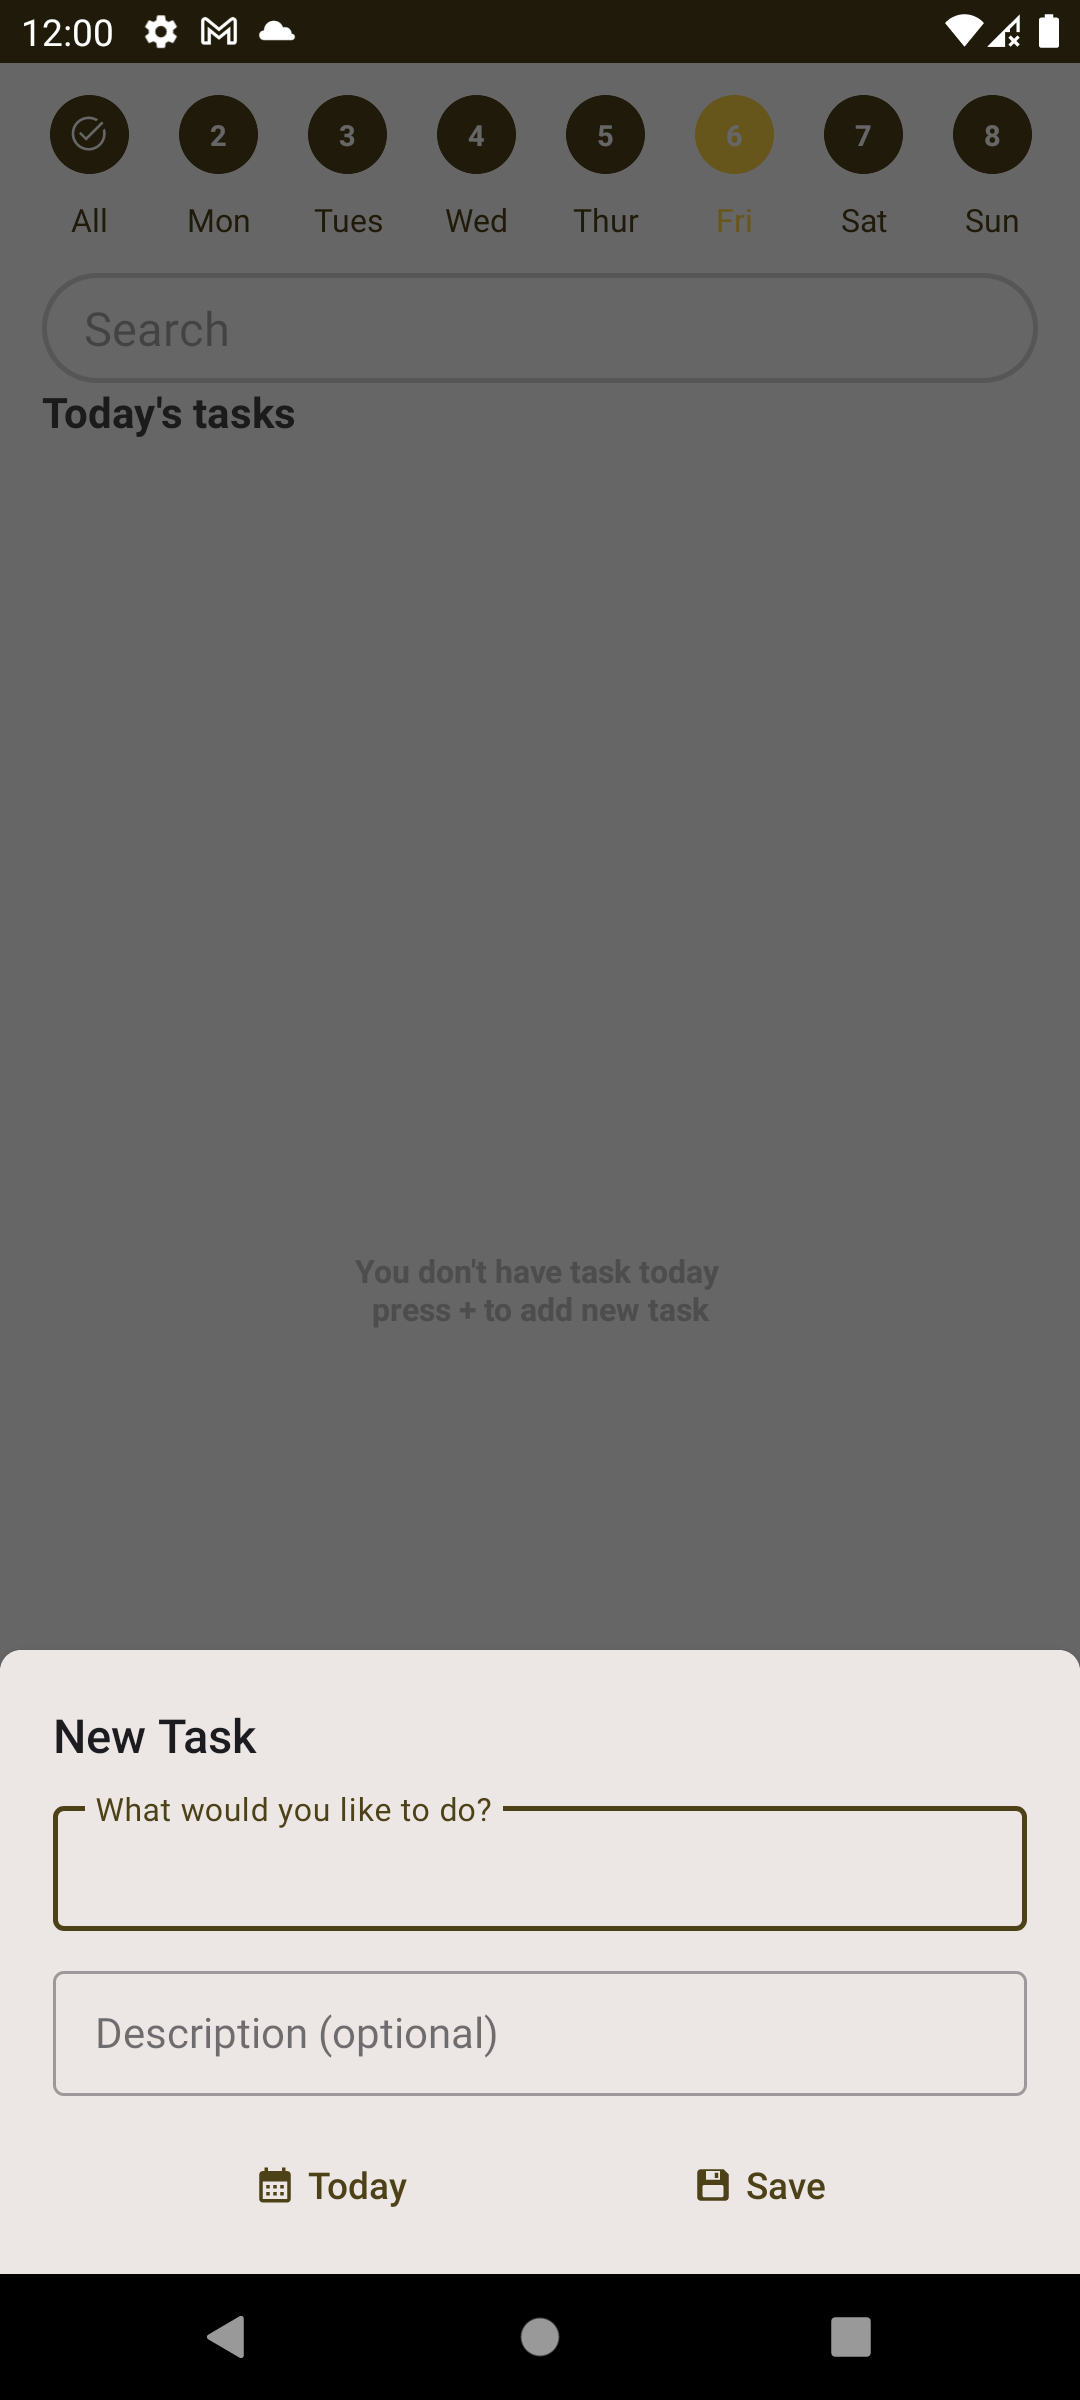 12:00
2 3 4 5 6 7 8
All Mon Tues Wed Thur Fri Sat Sun
Search
Today's tasks
You don't have task today
press + to add new task
New Task
What would you like to do?
Description (optional)
Today Save